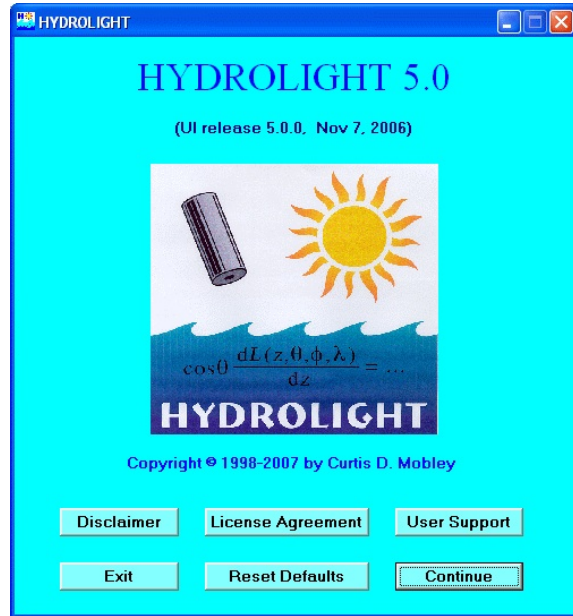 HYDROLIGHT
HYDROLIGHT 5.0
(UI release 5.0.0, Nov 7, 2006)
cosθ dL(z,θ,ϕ,λ)/dz = ...
HYDROLIGHT
Copyright © 1998-2007 by Curtis D. Mobley
Disclaimer License Agreement User Support
Exit Reset Defaults Continue